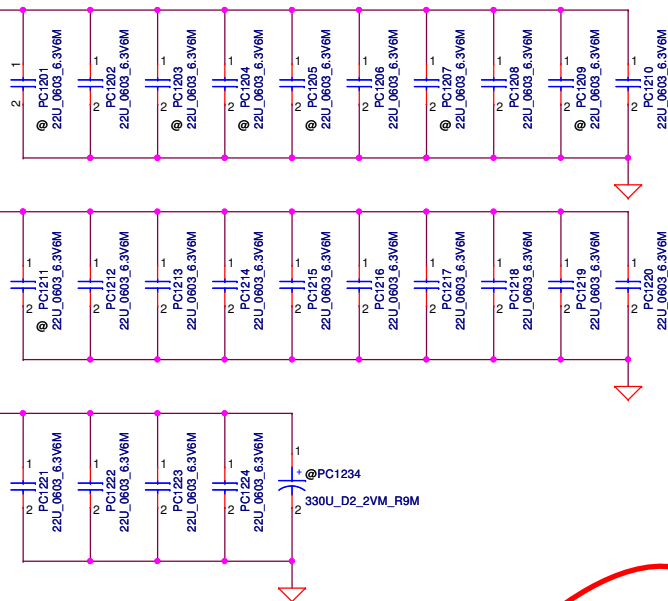 1
2
@
PC1201
22U_0603_6.3V6M
1
2
PC1202
22U_0603_6.3V6M
1
2
@
PC1203
22U_0603_6.3V6M
1
2
@
PC1204
22U_0603_6.3V6M
1
2
@
PC1205
22U_0603_6.3V6M
1
2
PC1206
22U_0603_6.3V6M
1
2
@
PC1207
22U_0603_6.3V6M
1
2
PC1208
22U_0603_6.3V6M
1
2
@
PC1209
22U_0603_6.3V6M
1
2
PC1210
22U_0603_6.3V6M
1
2
@
PC1211
22U_0603_6.3V6M
1
2
PC1212
22U_0603_6.3V6M
1
2
PC1213
22U_0603_6.3V6M
1
2
PC1214
22U_0603_6.3V6M
1
2
PC1215
22U_0603_6.3V6M
1
2
PC1216
22U_0603_6.3V6M
1
2
PC1217
22U_0603_6.3V6M
1
2
PC1218
22U_0603_6.3V6M
1
2
PC1219
22U_0603_6.3V6M
1
2
PC1220
22U_0603_6.3V6M
1
2
PC1221
22U_0603_6.3V6M
1
2
PC1222
22U_0603_6.3V6M
1
2
PC1223
22U_0603_6.3V6M
1
2
PC1224
22U_0603_6.3V6M
1
+
@PC1234
330U_D2_2VM_R9M
2